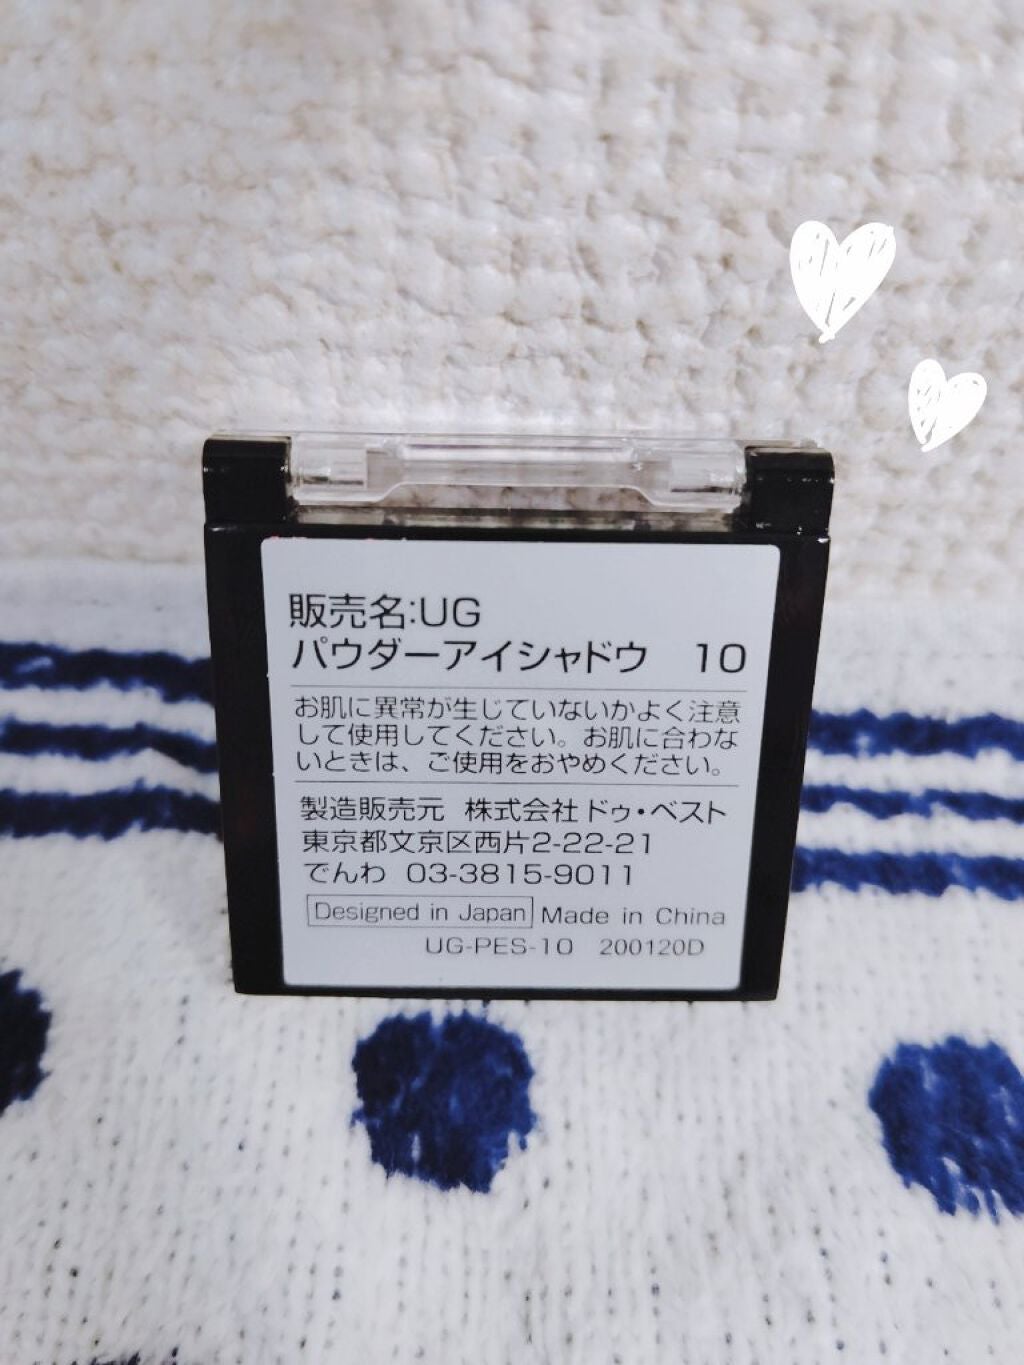 販売名:UG
パウダーアイシャドウ 10
お肌に異常が生じていないかよく注意
して使用してください。お肌に合わな
いときは、ご使用をおやめください。
製造販売元 株式会社ドゥ・ベスト
東京都文京区西片2-22-21
でんわ 03-3815-9011
Designed in Japan Made in China
UG-PES-10 200120D